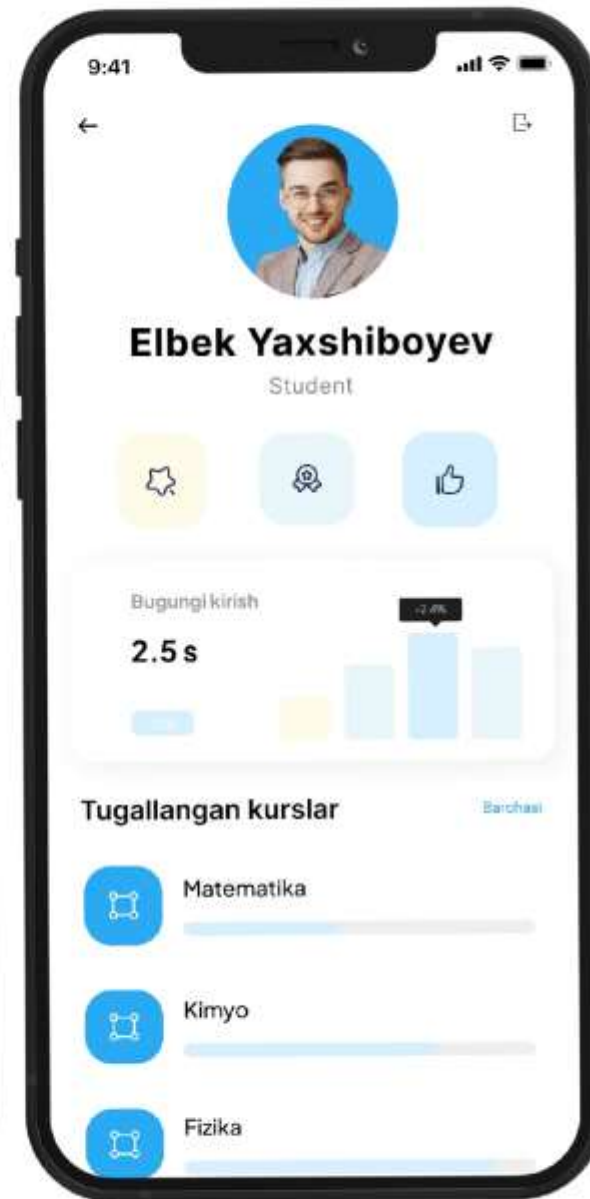 9:41
Elbek Yaxshiboyev
Student
Bugungi kirish
2.5 s
Tugallangan kurslar
Barchasi
Matematika
Kimyo
Fizika